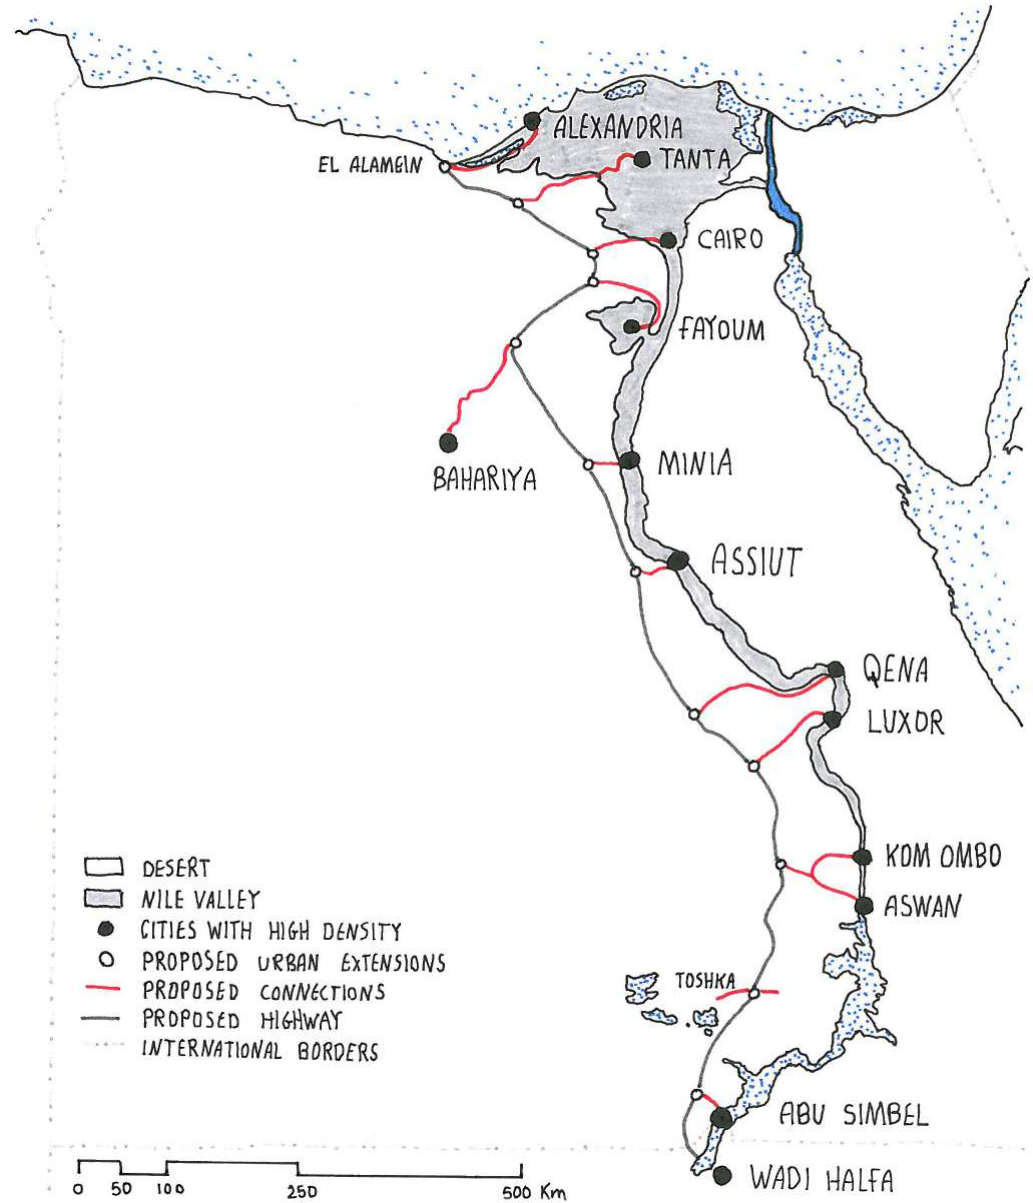 ALEXANDRIA
EL ALAMEIN
TANTA
CAIRO
FAYOUM
BAHARIYA
MINIA
ASSIUT
QENA
LUXOR
KOM OMBO
ASWAN
TOSHKA
ABU SIMBEL
WADI HALFA
DESERT
NILE VALLEY
CITIES WITH HIGH DENSITY
PROPOSED URBAN EXTENSIONS
PROPOSED CONNECTIONS
PROPOSED HIGHWAY
INTERNATIONAL BORDERS
0 50 100 250 500 Km